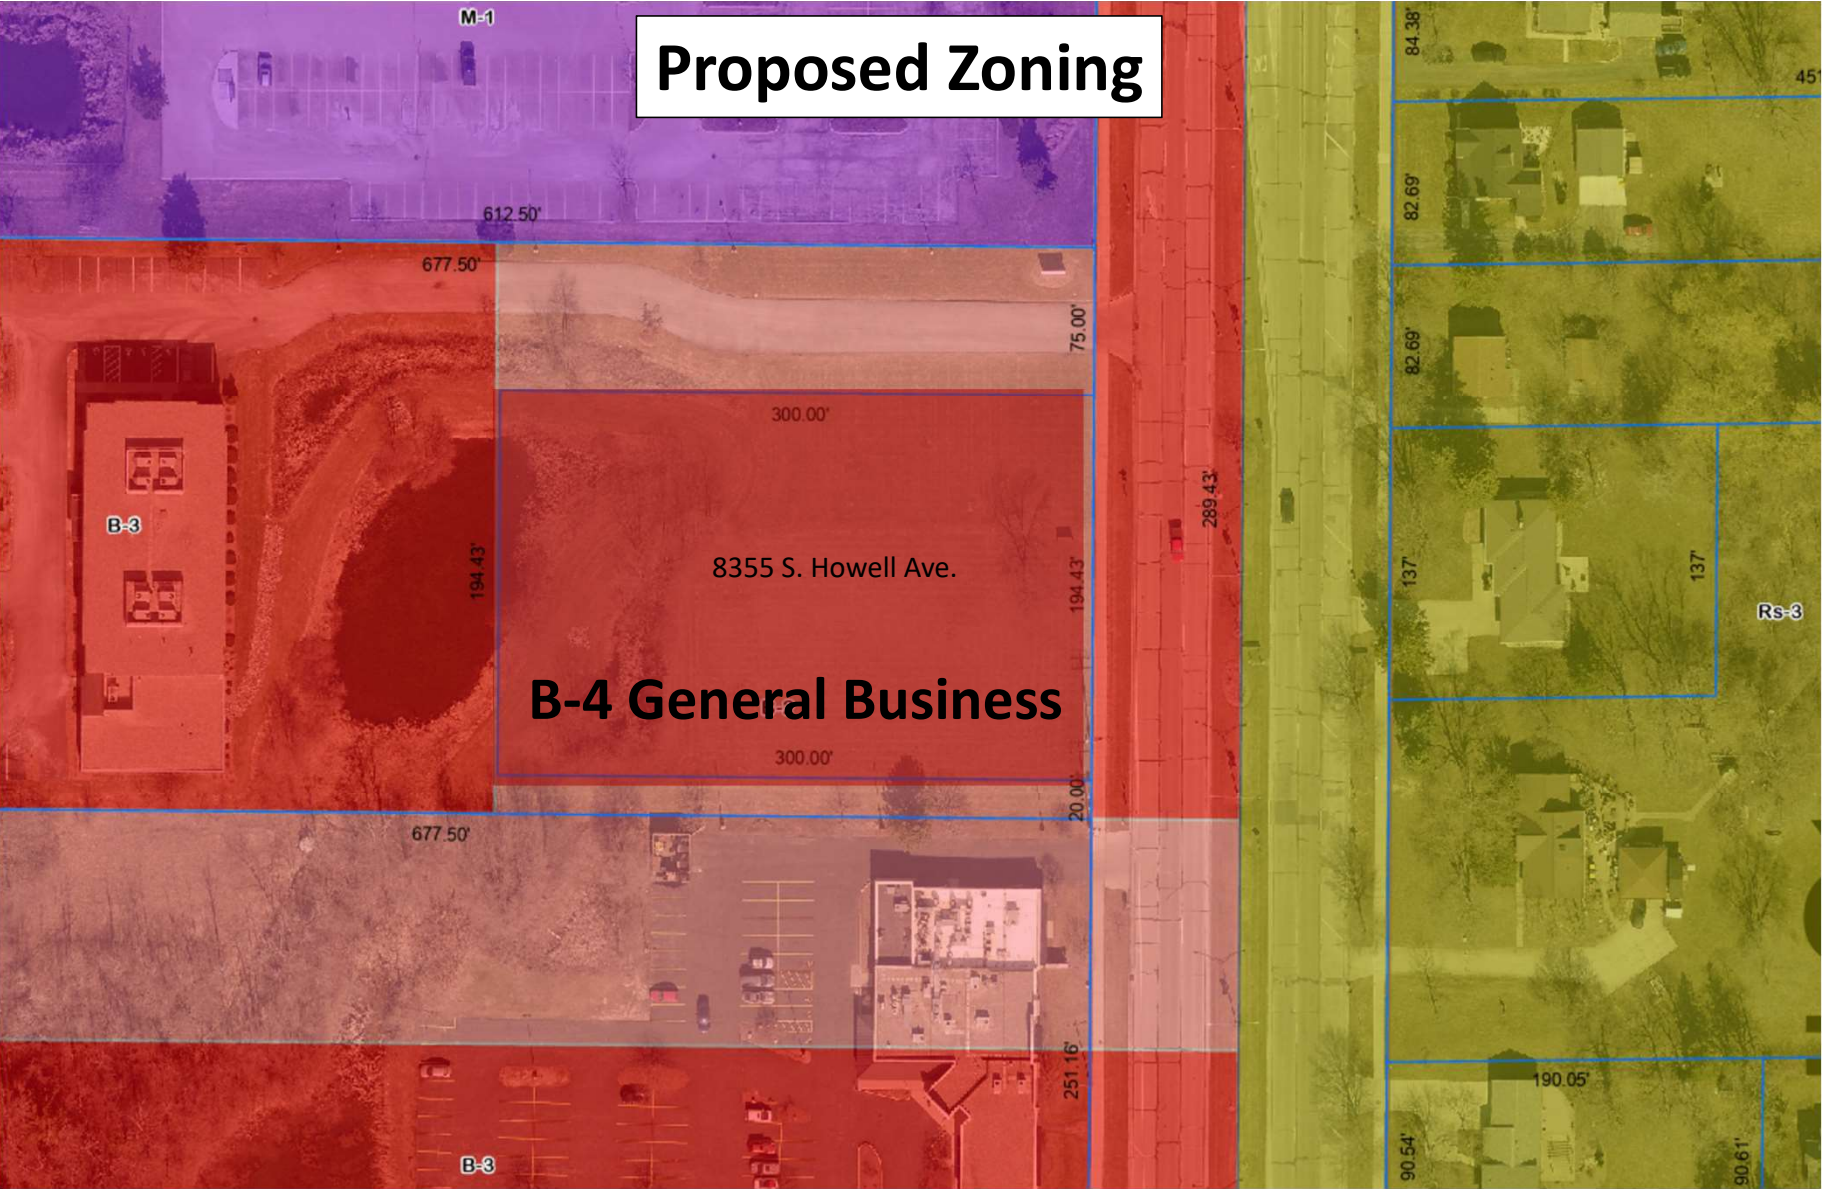 M-1
Proposed Zoning
84.38'
451
82.69'
612.50'
677.50'
75.00'
82.69'
300.00'
289.43'
B-3
194.43'
8355 S. Howell Ave.
194.43'
137'
137'
Rs-3
B-4 General Business
300.00'
20.00'
677.50'
251.16'
190.05'
90.54'
90.61'
B-3